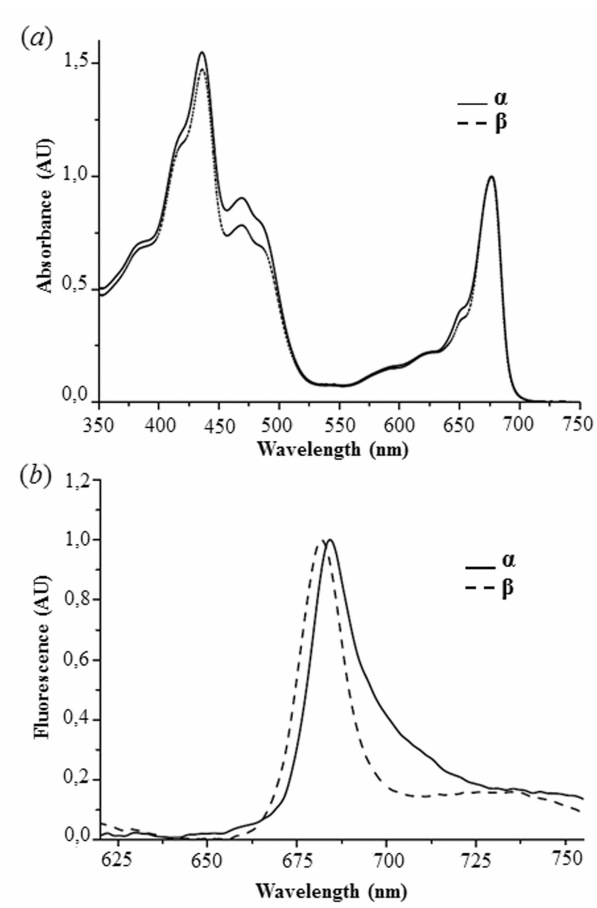 (a)
1,5
1,0
0,5
0,0
Absorbance (AU)
α
β
350 400 450 500 550 600 650 700 750
Wavelength (nm)
(b)
1,2
1,0
0,8
0,6
0,4
0,2
0,0
Fluorescence (AU)
α
β
625 650 675 700 725 750
Wavelength (nm)